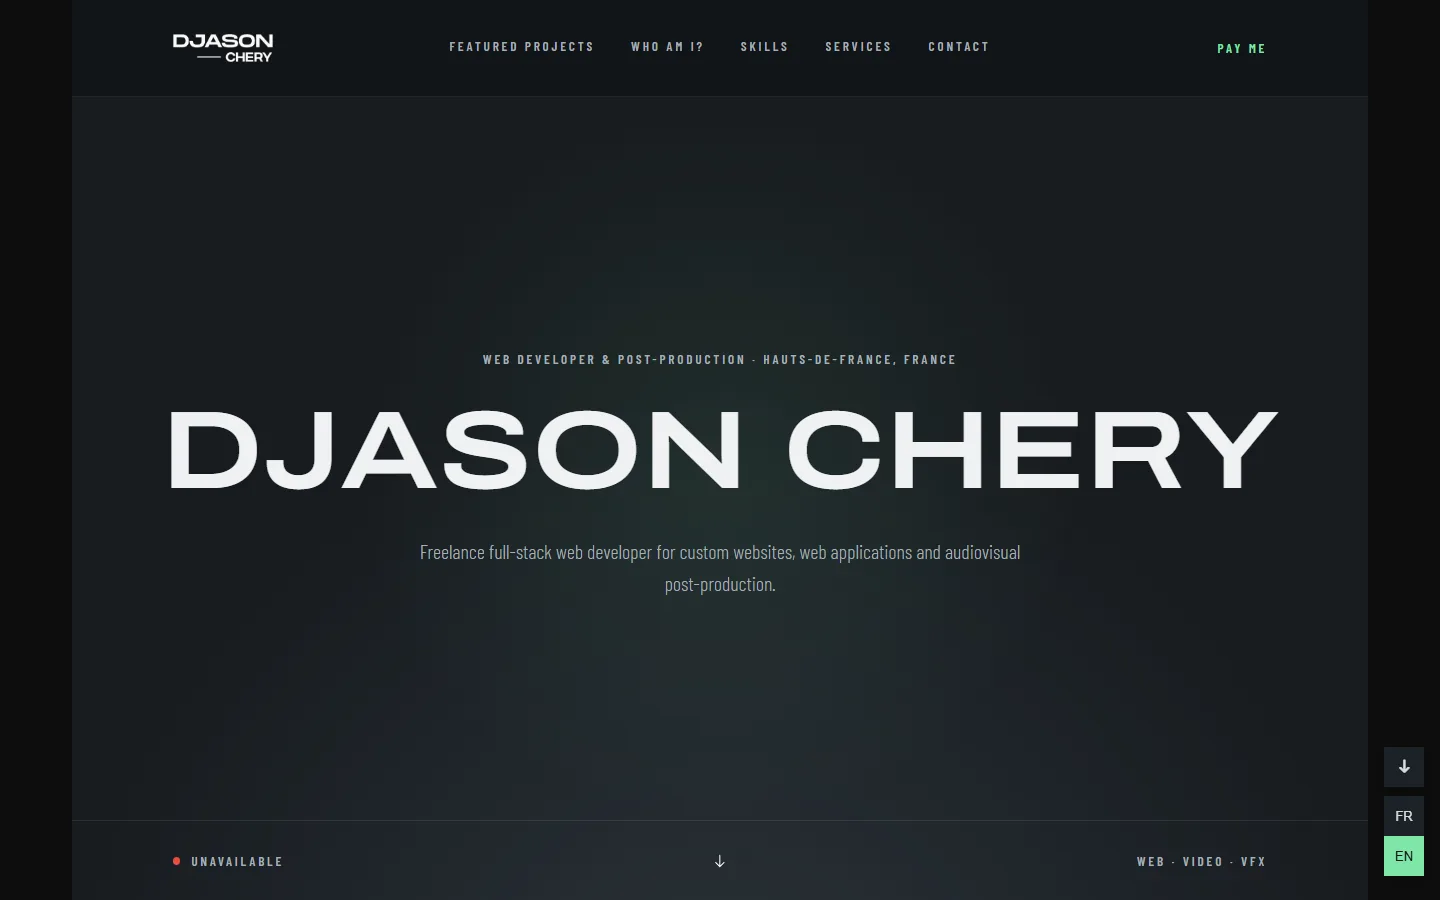 DJASON
CHERY
FEATURED PROJECTS
WHO AM I?
SKILLS
SERVICES
CONTACT
PAY ME
WEB DEVELOPER & POST-PRODUCTION · HAUTS-DE-FRANCE, FRANCE
DJASON CHERY
Freelance full-stack web developer for custom websites, web applications and audiovisual
post-production.
FR
EN
UNAVAILABLE
WEB · VIDEO · VFX